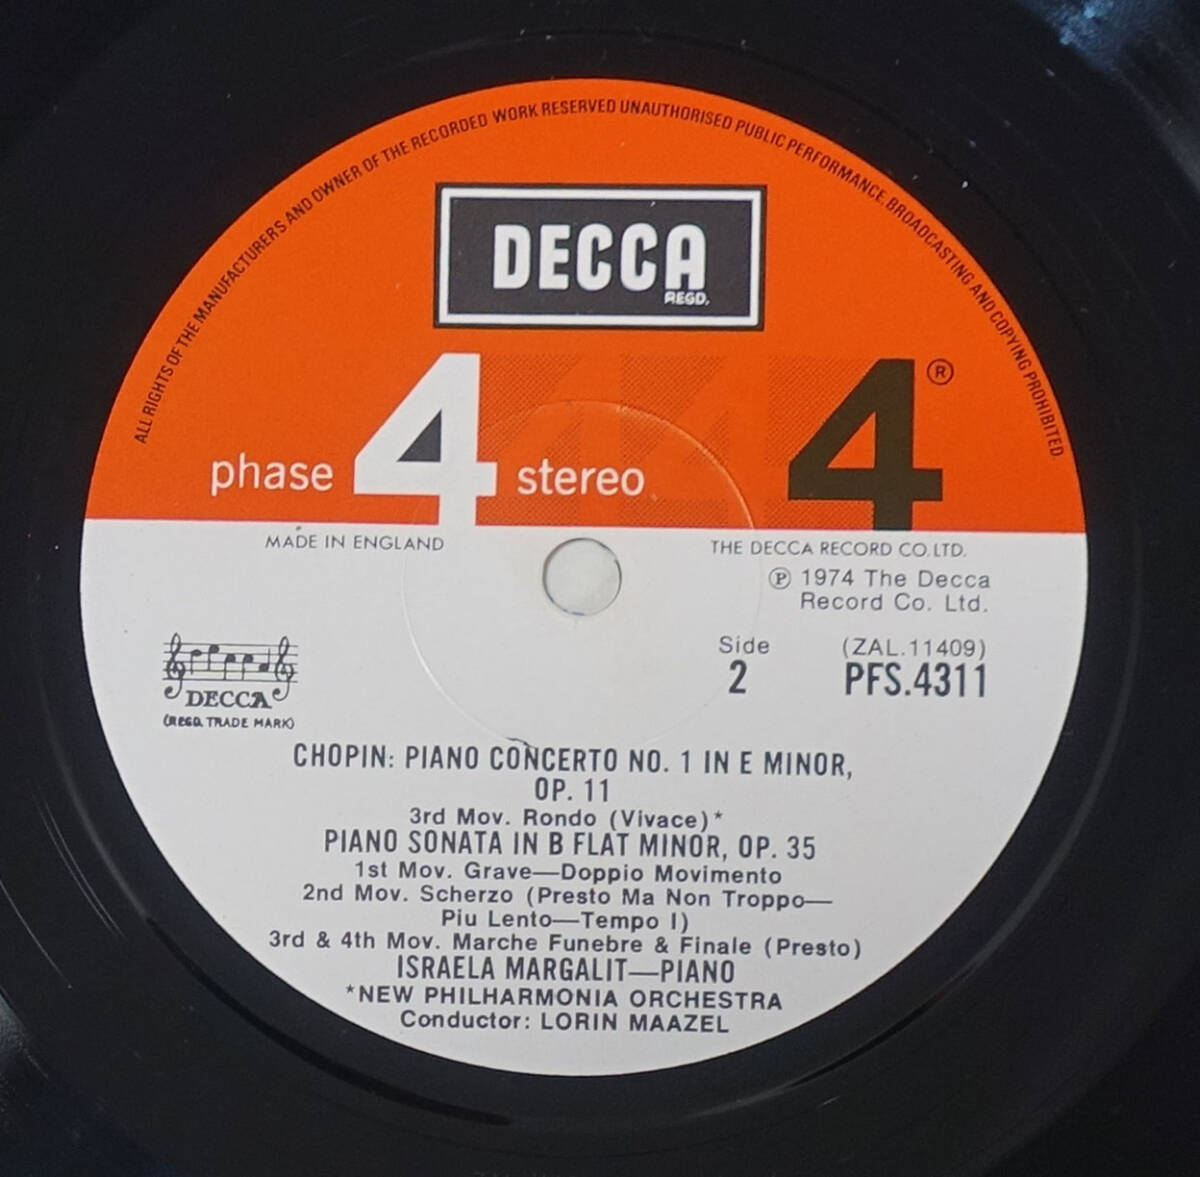 ALL RIGHTS OF THE MANUFACTURERS AND OWNER OF THE RECORDED WORK RESERVED UNAUTHORISED PUBLIC PERFORMANCE, BROADCASTING AND COPYING PROHIBITED.
DECCA
REGD.
phase 4 stereo 4 ®
MADE IN ENGLAND
THE DECCA RECORD CO. LTD.
℗ 1974 The Decca
Record Co. Ltd.
Side (ZAL.11409)
2 PFS.4311
DECCA
(REGD. TRADE MARK)
CHOPIN: PIANO CONCERTO NO. 1 IN E MINOR,
OP. 11
3rd Mov. Rondo (Vivace)*
PIANO SONATA IN B FLAT MINOR, OP. 35
1st Mov. Grave—Doppio Movimento
2nd Mov. Scherzo (Presto Ma Non Troppo—
Piu Lento—Tempo I)
3rd & 4th Mov. Marche Funebre & Finale (Presto)
ISRAELA MARGALIT—PIANO
*NEW PHILHARMONIA ORCHESTRA
Conductor: LORIN MAAZEL